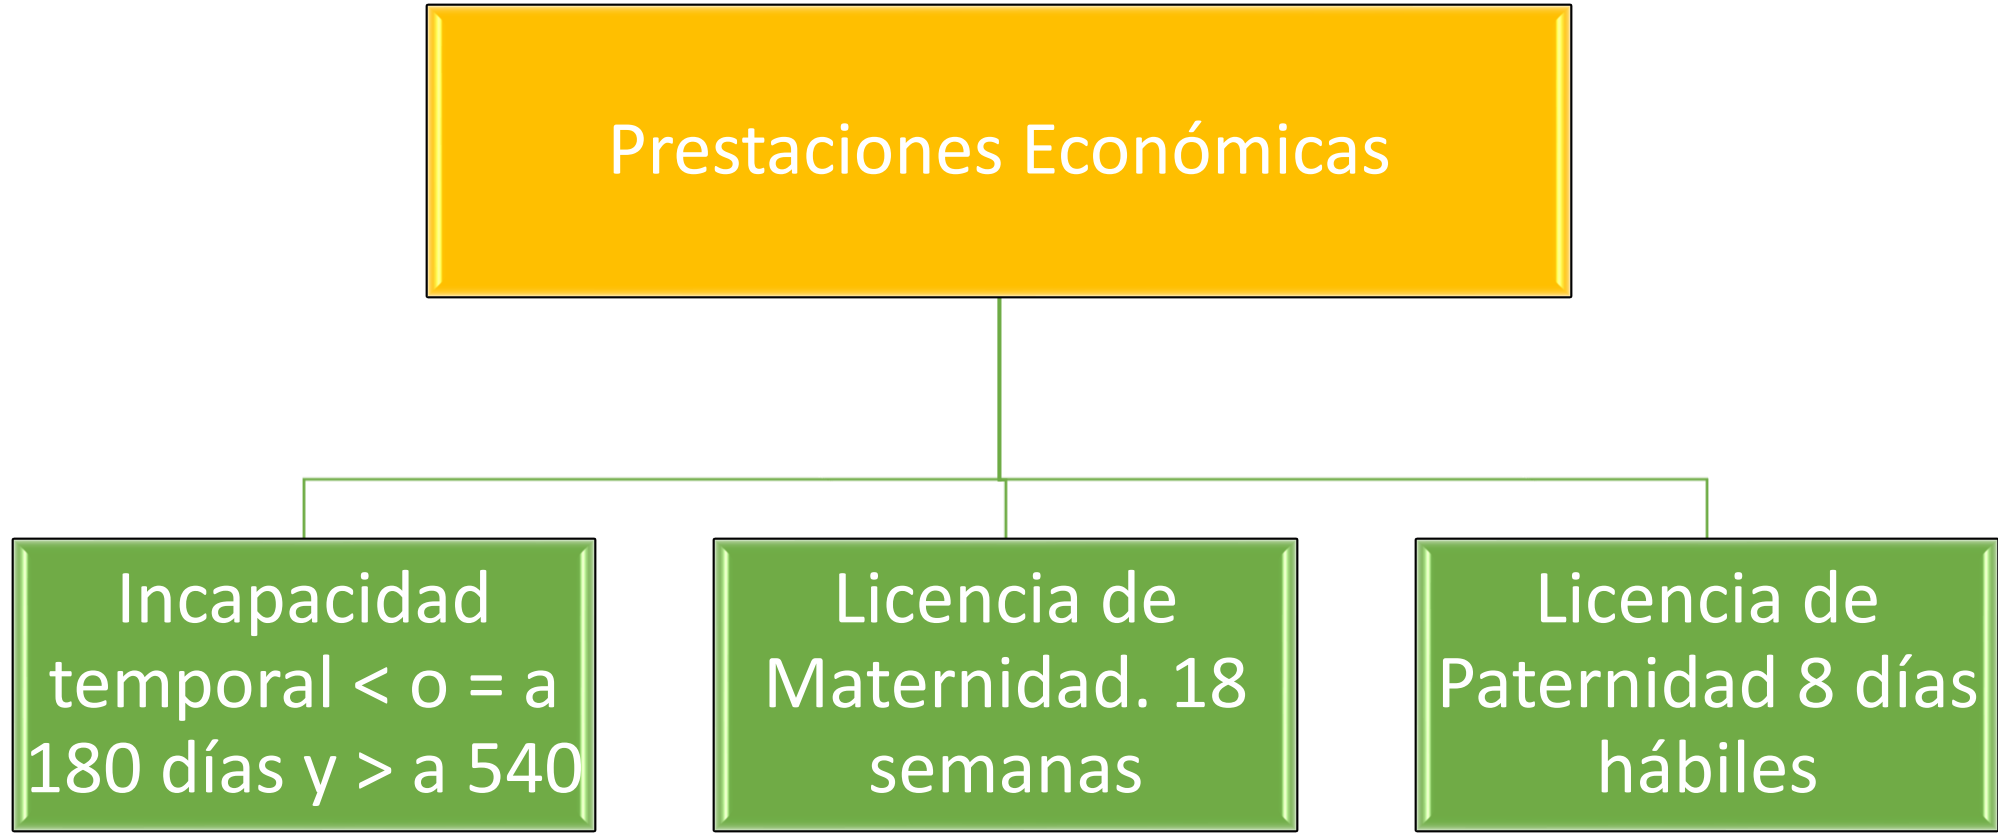 Prestaciones Económicas
Incapacidad
temporal < o = a
180 días y > a 540
Licencia de
Maternidad. 18
semanas
Licencia de
Paternidad 8 días
hábiles